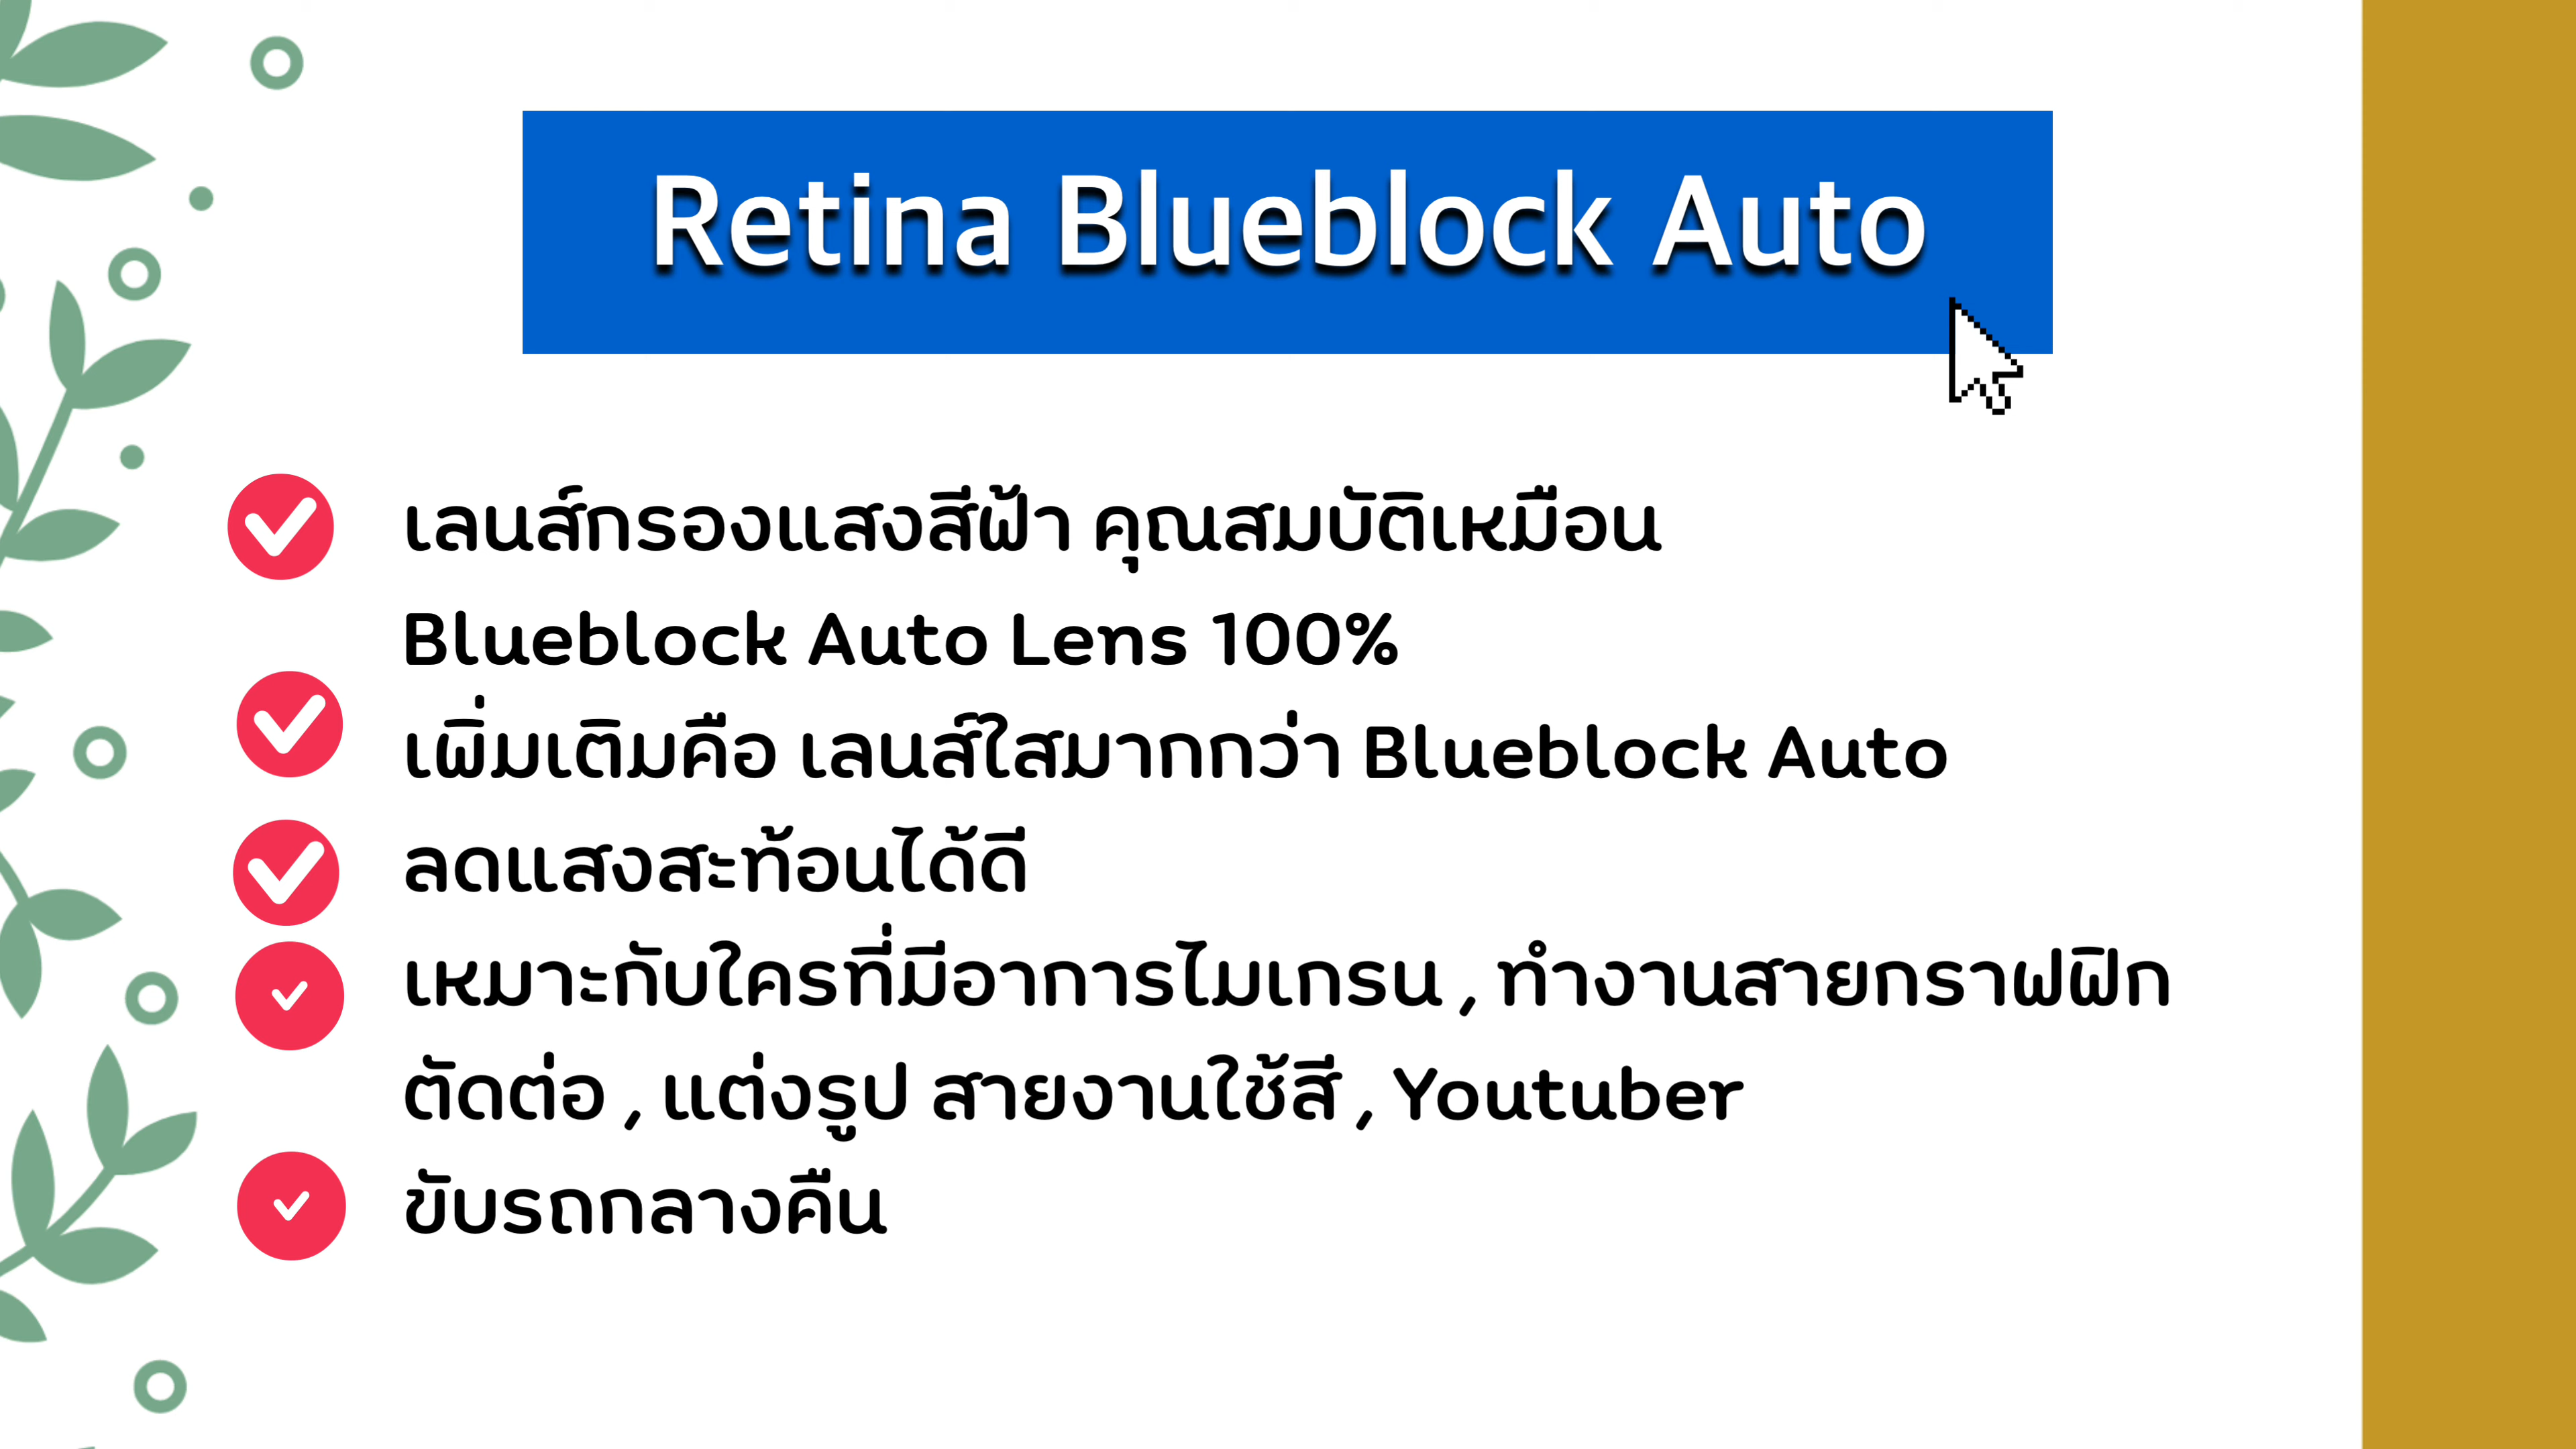 Retina Blueblock Auto
เลนส์กรองแสงสีฟ้า คุณสมบัติเหมือน
Blueblock Auto Lens 100%
เพิ่มเติมคือ เลนส์ใสมากกว่า Blueblock Auto
ลดแสงสะท้อนได้ดี
เหมาะกับใครที่มีอาการไมเกรน , ทำงานสายกราฟฟิก
ตัดต่อ , แต่งรูป สายงานใช้สี , Youtuber
ขับรถกลางคืน